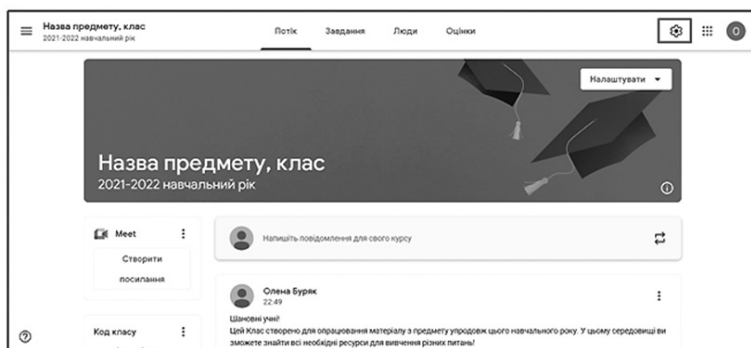 Назва предмету, клас
2021-2022 навчальний рік
Потік Завдання Люди Оцінки
О
Налаштувати
Назва предмету, клас
2021-2022 навчальний рік
Meet
Створити
посилання
Напишіть повідомлення для свого курсу
Олена Буряк
22:49
Шановні учні!
Цей Клас створено для опрацювання матеріалу з предмету упродовж цього навчального року. У цьому середовищі ви
зможете знайти всі необхідні ресурси для вивчення різних питань!
Код класу